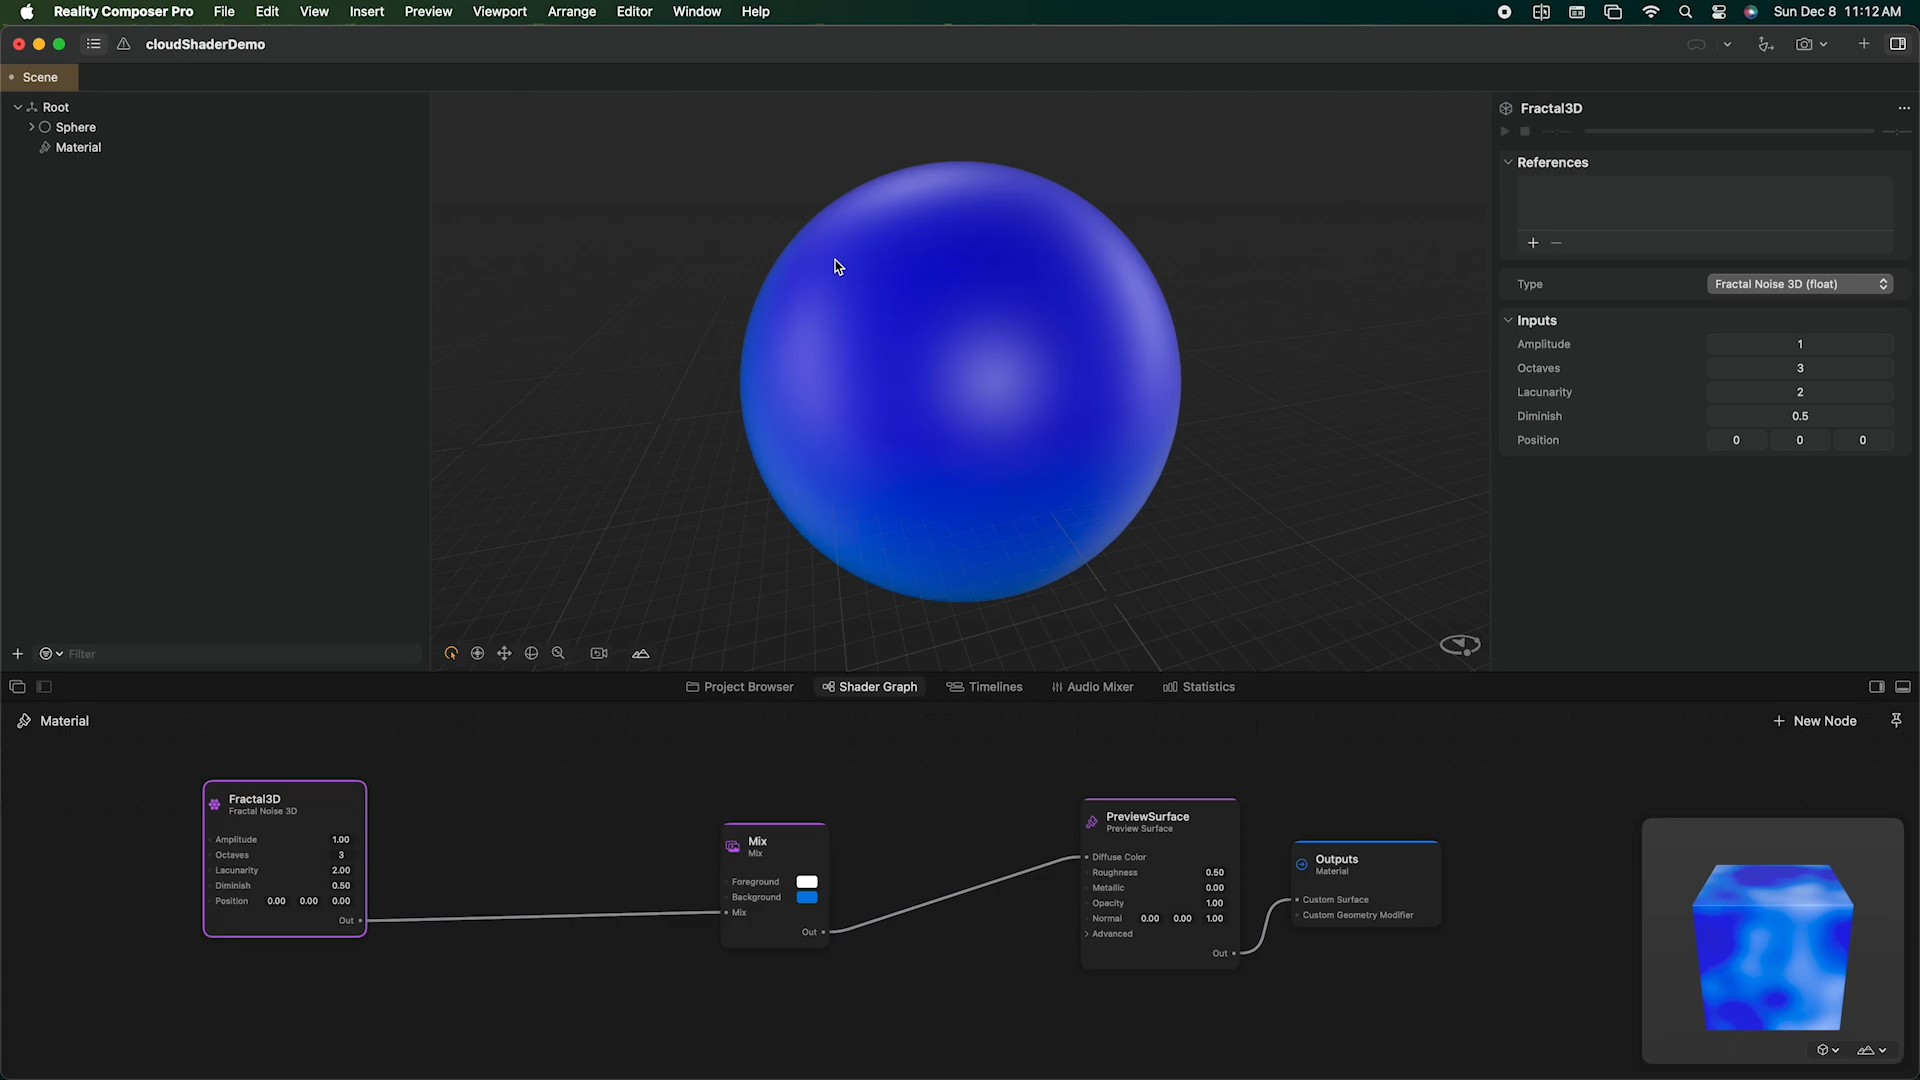 Reality Composer Pro File Edit View Insert Preview Viewport Arrange Editor Window Help Sun Dec 8 11:12 AM
cloudShaderDemo
Scene
Root
Sphere
Material
Filter
Fractal3D
References
Type Fractal Noise 3D (float)
Inputs
Amplitude 1
Octaves 3
Lacunarity 2
Diminish 0.5
Position 0 0 0
Project Browser Shader Graph Timelines Audio Mixer Statistics
Material
New Node
Fractal3D
Fractal Noise 3D
Amplitude 1.00
Octaves 3
Lacunarity 2.00
Diminish 0.50
Position 0.00 0.00 0.00
Out
Mix
Mix
Foreground
Background
Mix
Out
PreviewSurface
Preview Surface
Diffuse Color
Roughness 0.50
Metallic 0.00
Opacity 1.00
Normal 0.00 0.00 1.00
Advanced
Out
Outputs
Material
Custom Surface
Custom Geometry Modifier